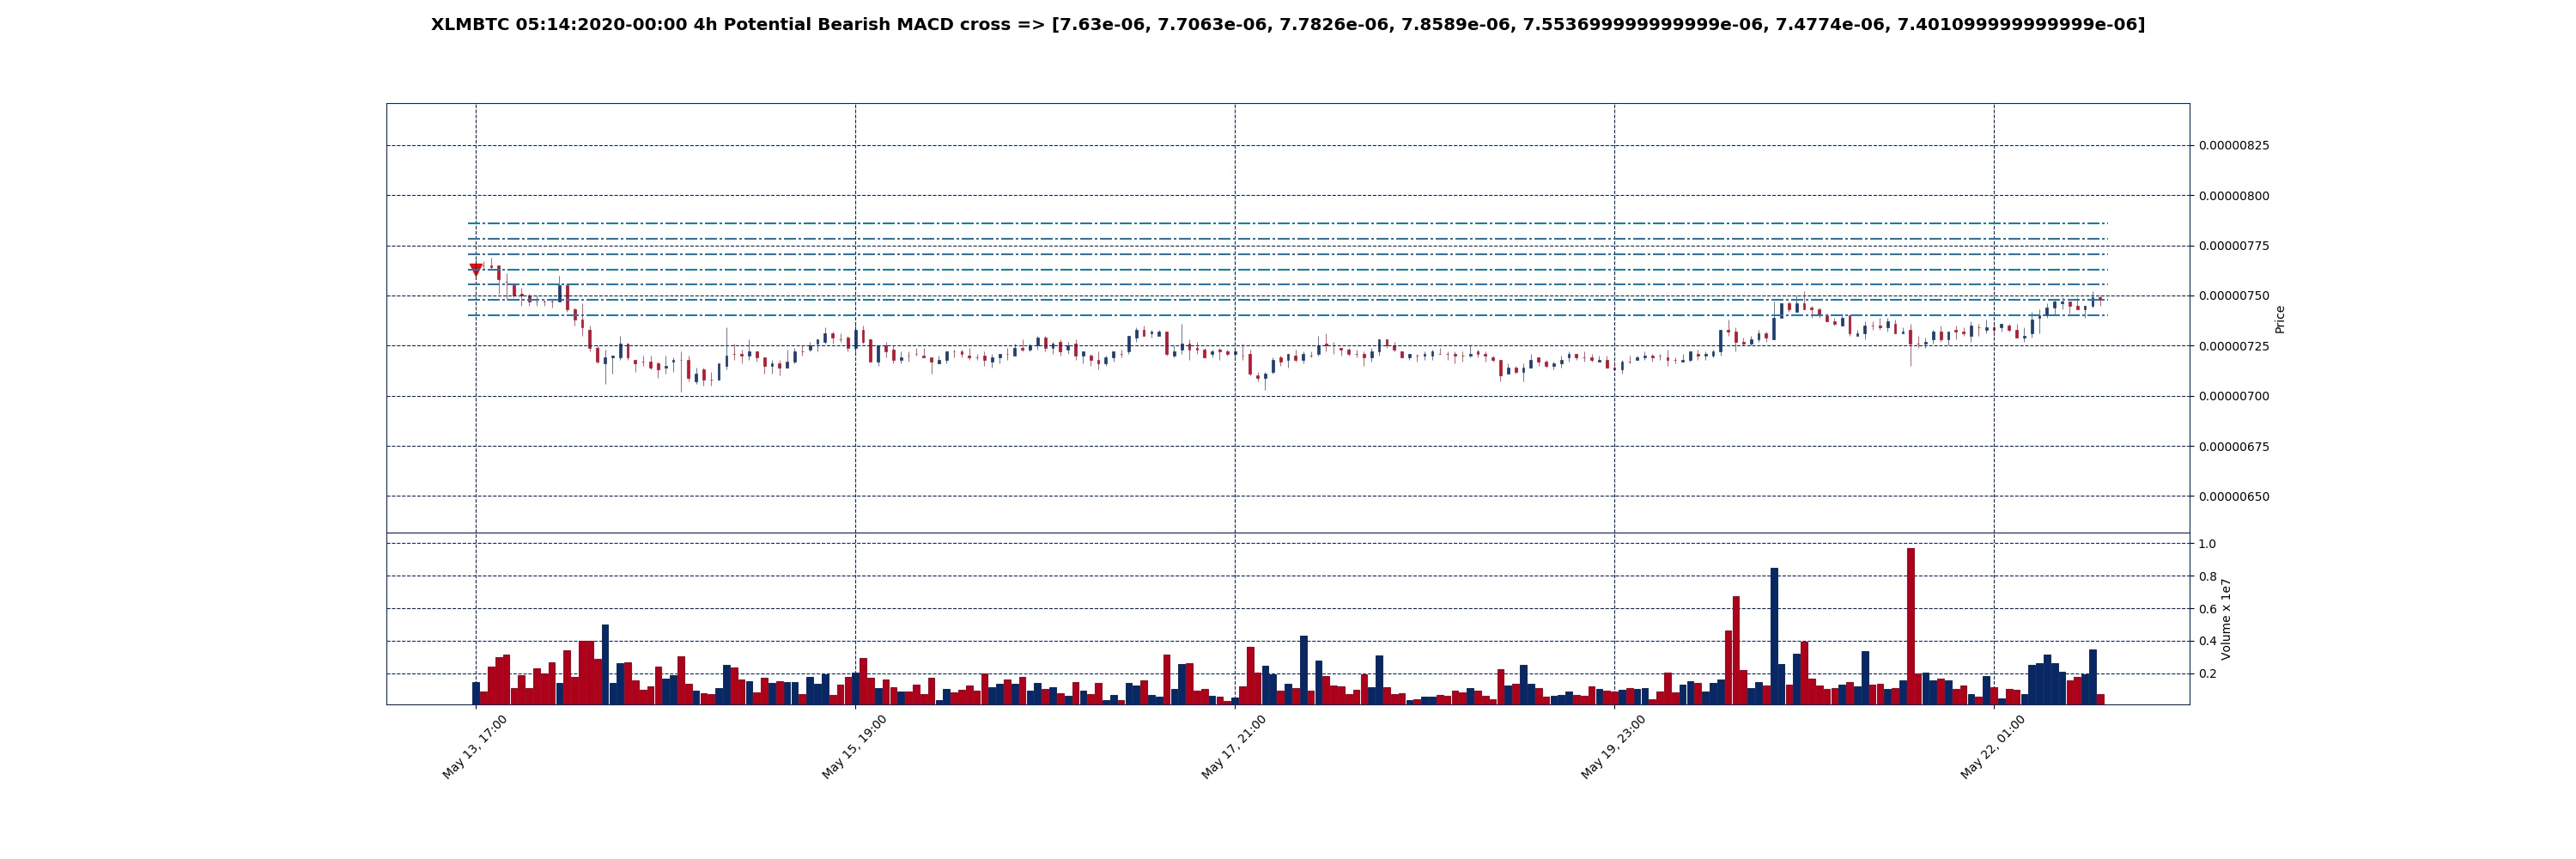 XLMBTC 05:14:2020-00:00 4h Potential Bearish MACD cross => [7.63e-06, 7.7063e-06, 7.7826e-06, 7.8589e-06, 7.553699999999999e-06, 7.4774e-06, 7.401099999999999e-06]
0.00000825
0.00000800
0.00000775
0.00000750
0.00000725
0.00000700
0.00000675
0.00000650
Price
1.0
0.8
0.6
0.4
0.2
Volume x 1e7
May 13, 17:00
May 15, 19:00
May 17, 21:00
May 19, 23:00
May 22, 01:00